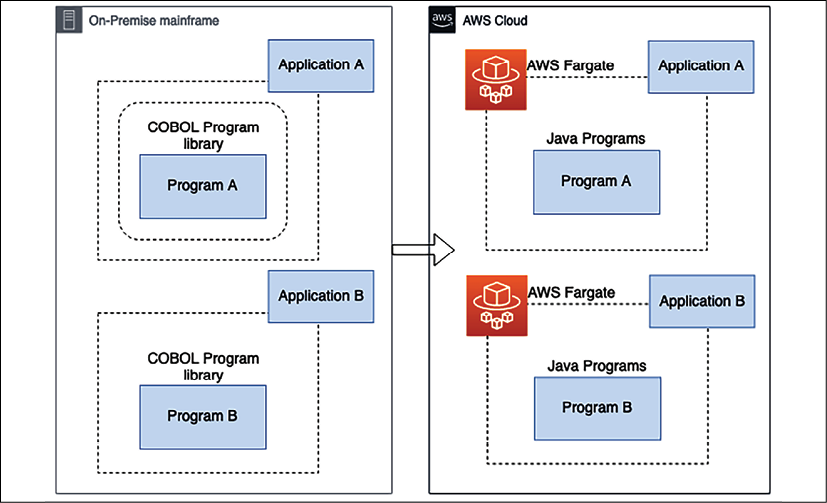 On-Premise mainframe
Application A
COBOL Program
library
Program A
Application B
COBOL Program
library
Program B
aws
AWS Cloud
AWS Fargate
Application A
Java Programs
Program A
AWS Fargate
Application B
Java Programs
Program B